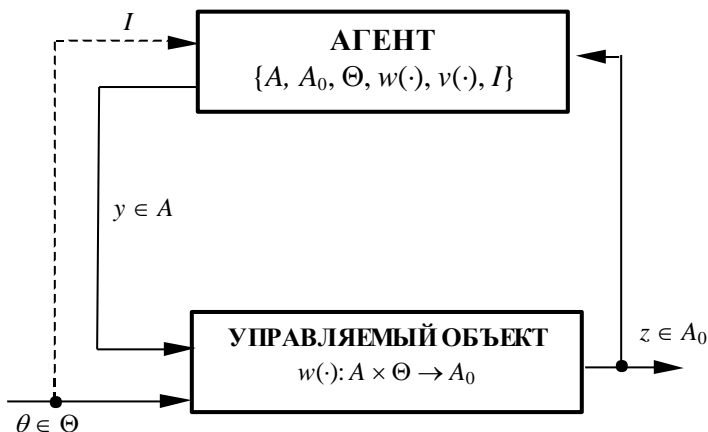 I
АГЕНТ
{A, A₀, Θ, w(·), v(·), I}
y ∈ A
УПРАВЛЯЕМЫЙ ОБЪЕКТ
w(·): A × Θ → A₀
z ∈ A₀
θ ∈ Θ